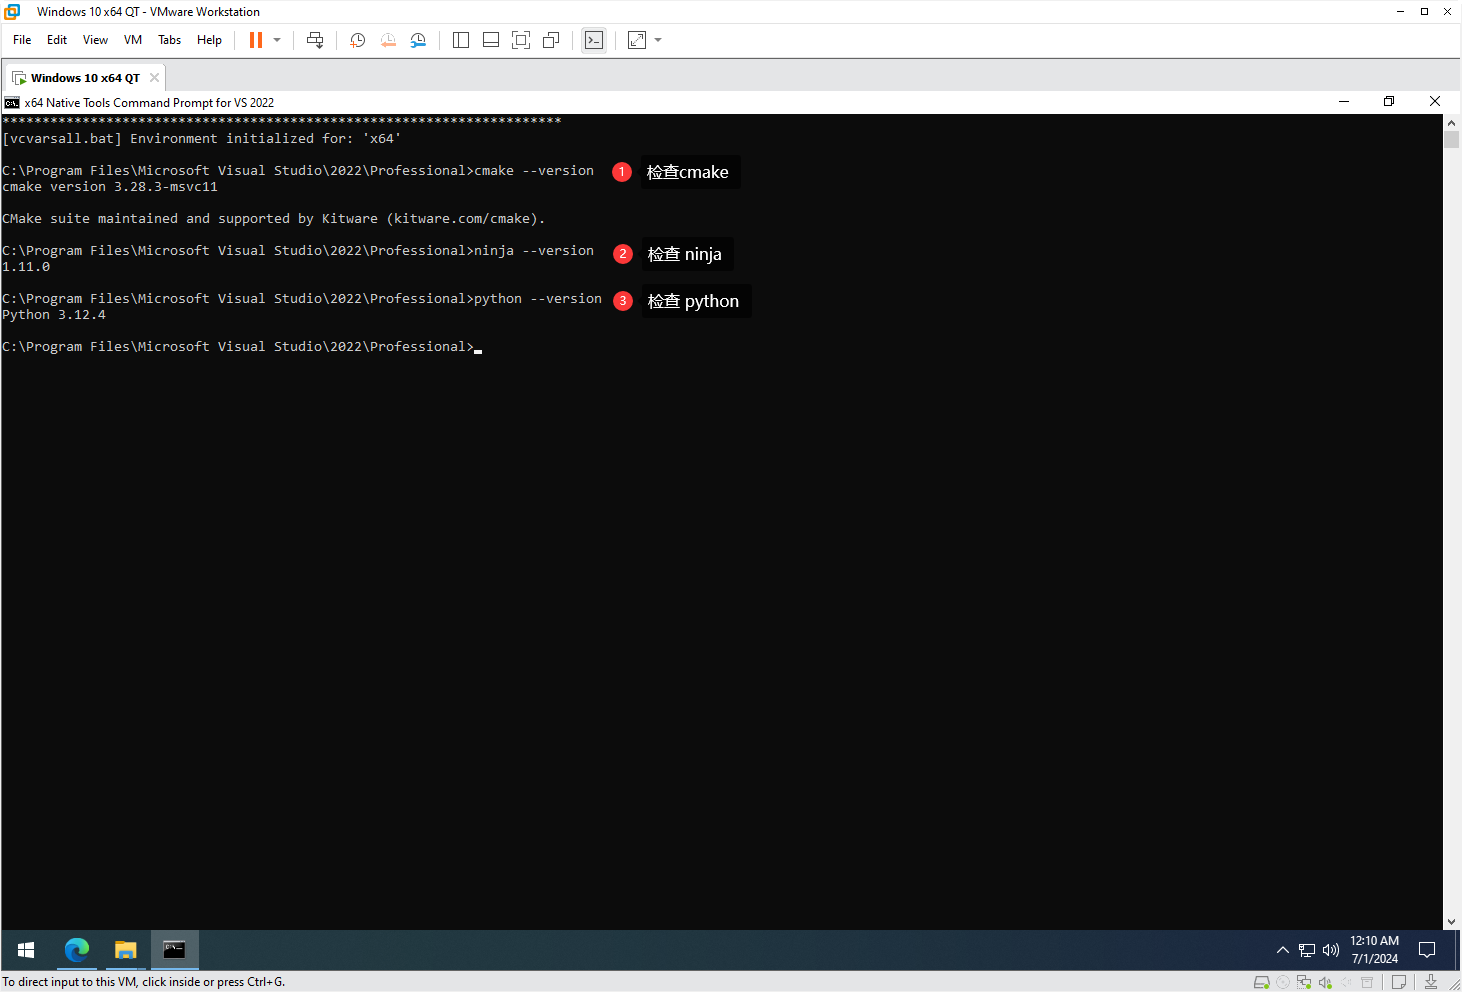 Windows 10 x64 QT - VMware Workstation
File Edit View VM Tabs Help
Windows 10 x64 QT
x64 Native Tools Command Prompt for VS 2022
**********************************************************************
[vcvarsall.bat] Environment initialized for: 'x64'
C:\Program Files\Microsoft Visual Studio\2022\Professional>cmake --version 1 检查cmake
cmake version 3.28.3-msvc11
CMake suite maintained and supported by Kitware (kitware.com/cmake).
C:\Program Files\Microsoft Visual Studio\2022\Professional>ninja --version 2 检查 ninja
1.11.0
C:\Program Files\Microsoft Visual Studio\2022\Professional>python --version 3 检查 python
Python 3.12.4
C:\Program Files\Microsoft Visual Studio\2022\Professional>
12:10 AM
7/1/2024
To direct input to this VM, click inside or press Ctrl+G.